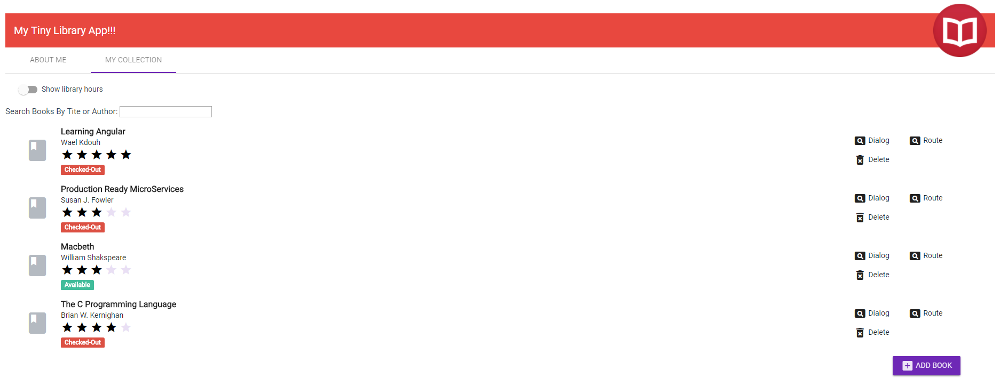 My Tiny Library App!!!
ABOUT ME MY COLLECTION
Show library hours
Search Books By Tite or Author:
Learning Angular
Wael Kdouh
Checked-Out
Dialog Route
Delete
Production Ready MicroServices
Susan J. Fowler
Checked-Out
Dialog Route
Delete
Macbeth
William Shakspeare
Available
Dialog Route
Delete
The C Programming Language
Brian W. Kernighan
Checked-Out
Dialog Route
Delete
ADD BOOK